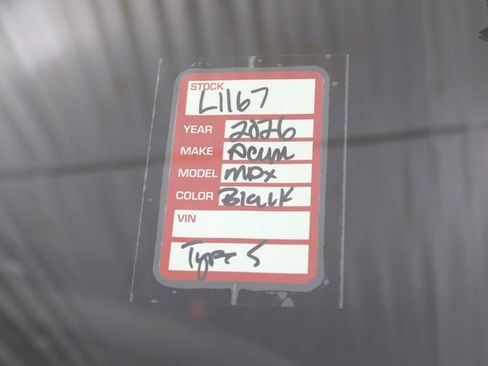 STOCK
L1167
YEAR 2026
MAKE Acura
MODEL MDX
COLOR Black
VIN
Type S